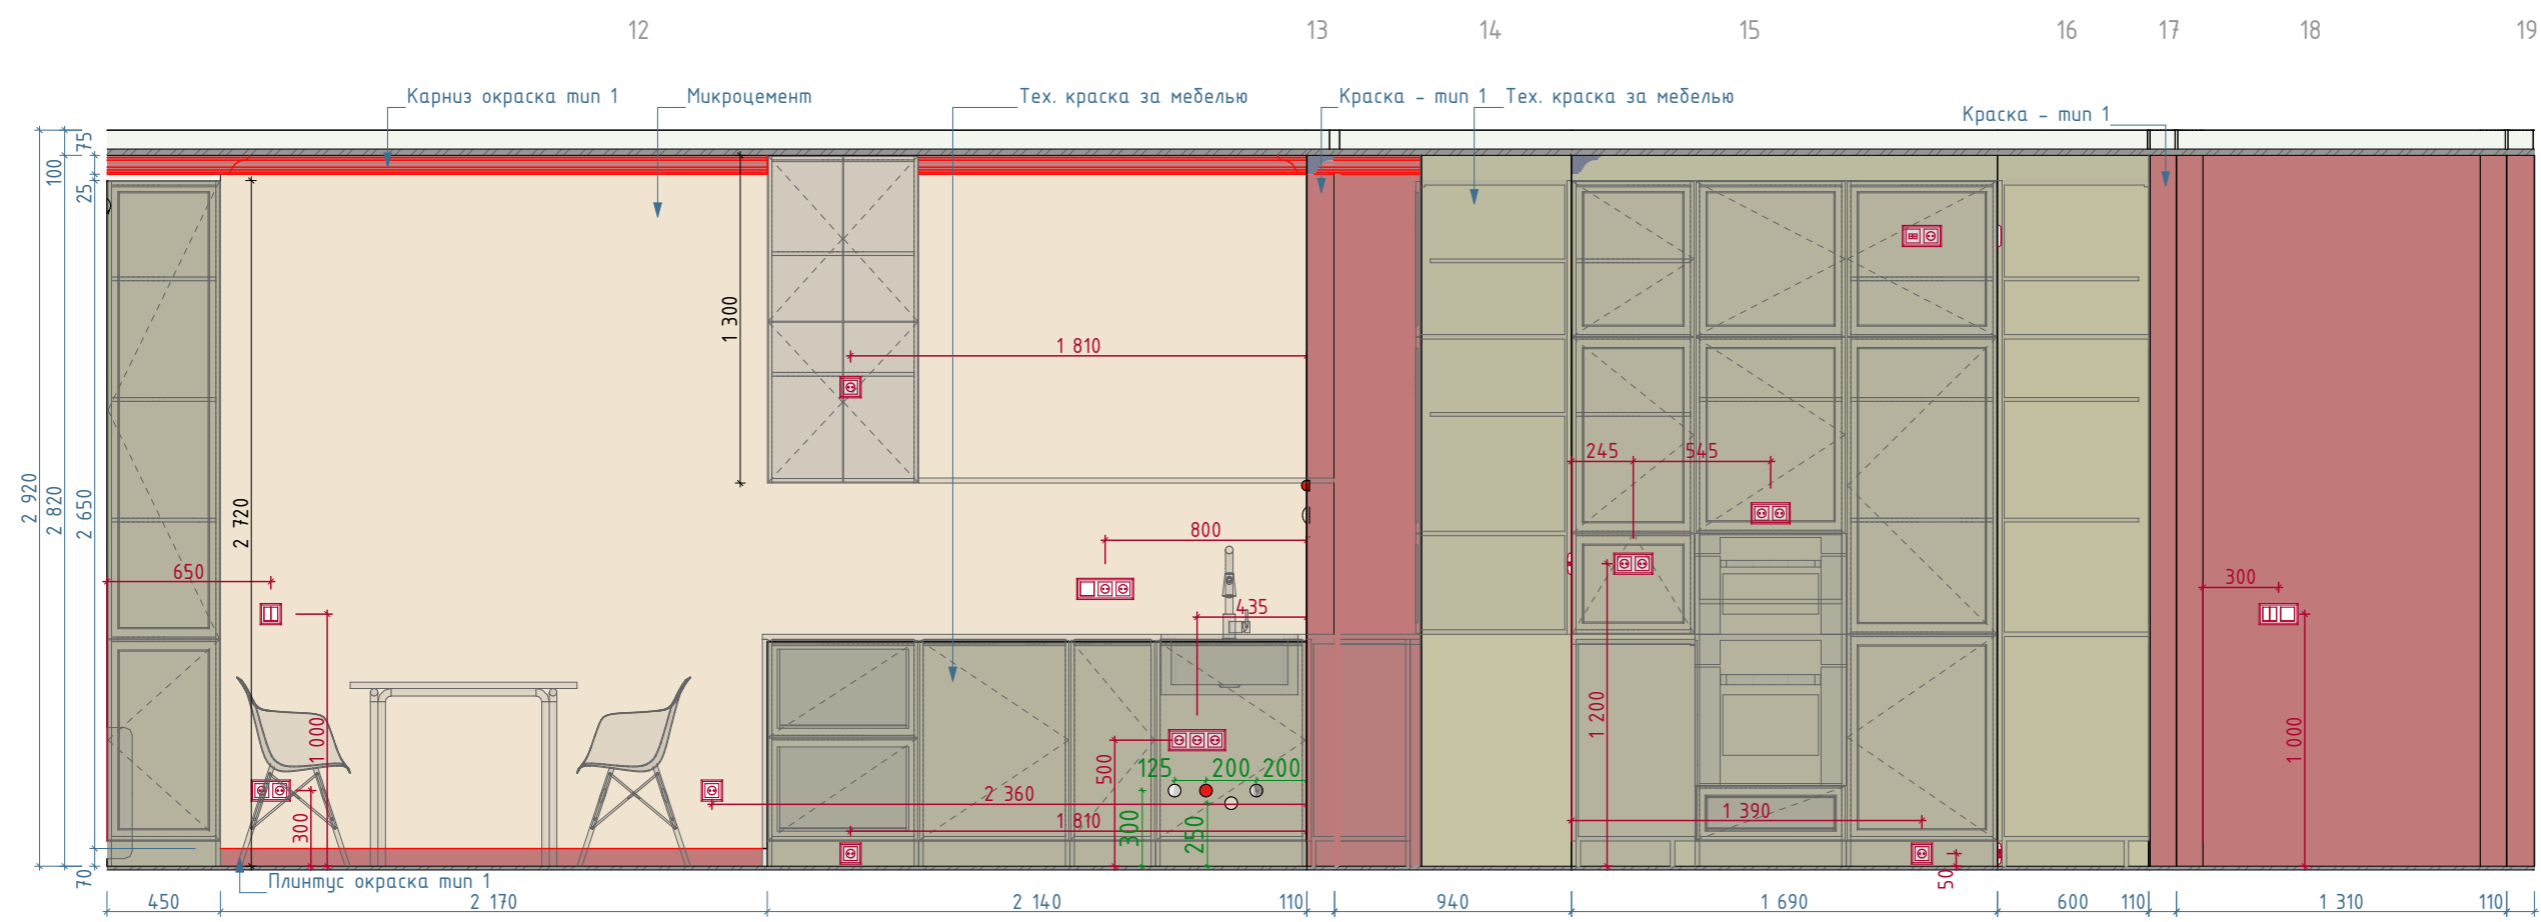 12 13 14 15 16 17 18 19
Карниз окраска тип 1
Микроцемент
Тех. краска за мебелью
Краска - тип 1
Тех. краска за мебелью
Краска - тип 1
75
100
25
2 920
2 820
2 650
70
2 720
1 300
1 810
650
1 000
300
800
435
500
125 200 200
300
250
2 360
1 810
245 545
1 200
1 390
50
300
1 000
Плинтус окраска тип 1
450 2 170 2 140 110 940 1 690 600 110 1 310 110